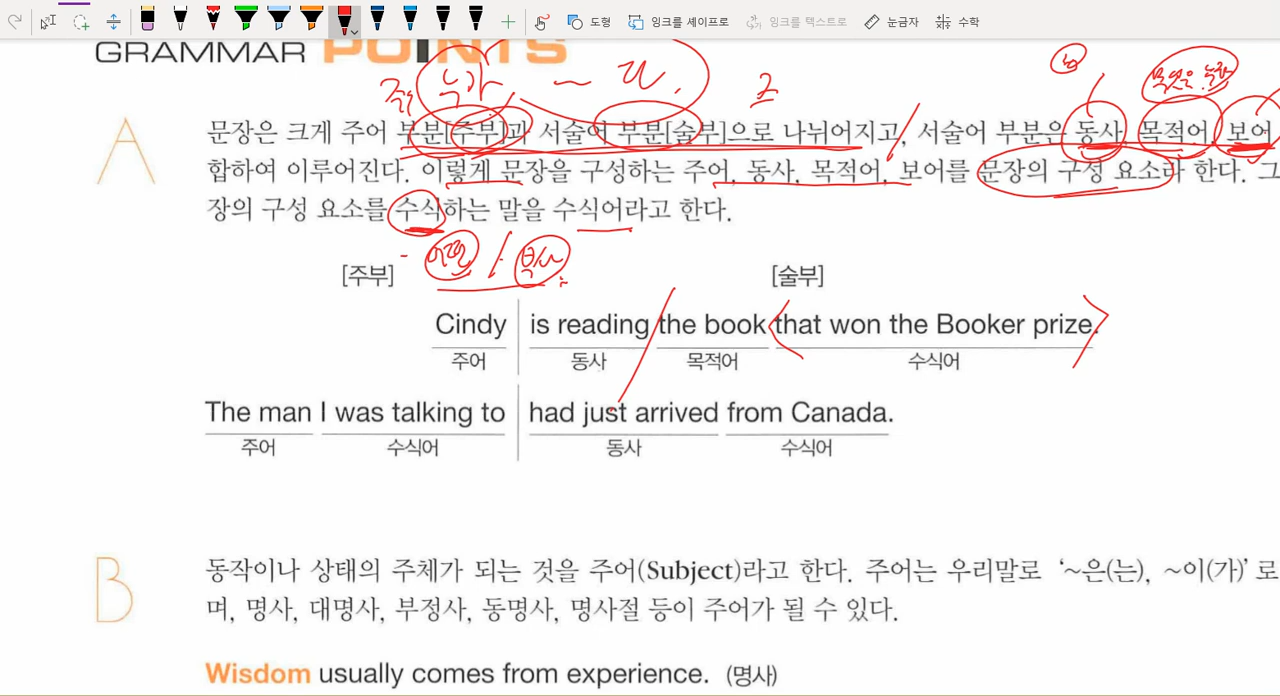 도형 잉크를 셰이프로 잉크를 텍스트로 눈금자 수학
GRAMMAR POINTS
누가 ~ 다.
A
문장은 크게 주어 부분[주부]과 서술어 부분[술부]으로 나뉘어지고, 서술어 부분은 동사, 목적어, 보어
합하여 이루어진다. 이렇게 문장을 구성하는 주어, 동사, 목적어, 보어를 문장의 구성 요소라 한다. 그
장의 구성 요소를 수식하는 말을 수식어라고 한다.
[주부] [술부]
Cindy is reading the book that won the Booker prize.
주어 동사 목적어 수식어
The man I was talking to had just arrived from Canada.
주어 수식어 동사 수식어
B
동작이나 상태의 주체가 되는 것을 주어(Subject)라고 한다. 주어는 우리말로 ‘~은(는), ~이(가)’로
며, 명사, 대명사, 부정사, 동명사, 명사절 등이 주어가 될 수 있다.
Wisdom usually comes from experience. (명사)